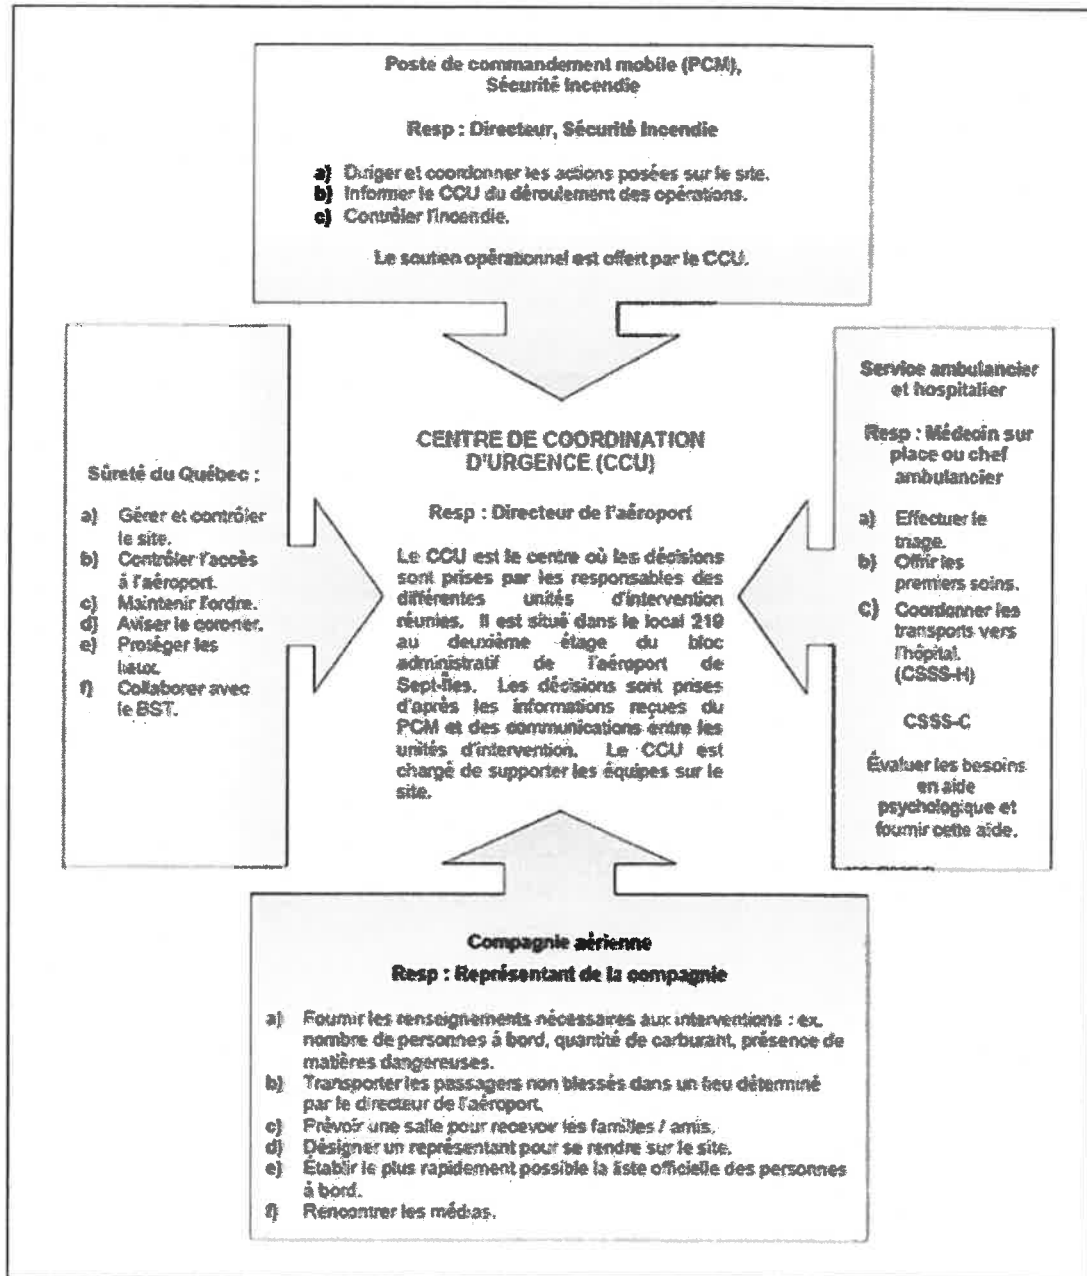 Poste de commandement mobile (PCM),
Sécurité Incendie
Resp : Directeur, Sécurité Incendie
a) Diriger et coordonner les actions posées sur le site.
b) Informer le CCU du déroulement des opérations.
c) Contrôler l'incendie.
Le soutien opérationnel est offert par le CCU.
Sûreté du Québec :
a) Gérer et contrôler
le site.
b) Contrôler l'accès
à l'aéroport.
c) Maintenir l'ordre.
d) Aviser le coroner.
e) Protéger les
lieux.
f) Collaborer avec
le BST.
CENTRE DE COORDINATION
D'URGENCE (CCU)
Resp : Directeur de l'aéroport
Le CCU est le centre où les décisions
sont prises par les responsables des
différentes unités d'intervention
réunies. Il est situé dans le local 210
au deuxième étage du bloc
administratif de l'aéroport de
Sept-Îles. Les décisions sont prises
d'après les informations reçues du
PCM et des communications entre les
unités d'intervention. Le CCU est
chargé de supporter les équipes sur le
site.
Service ambulancier
et hospitalier
Resp : Médecin sur
place ou chef
ambulancier
a) Effectuer le
triage.
b) Offrir les
premiers soins.
c) Coordonner les
transports vers
l'hôpital.
(CSSS-H)
CSSS-C
Évaluer les besoins
en aide
psychologique et
fournir cette aide.
Compagnie aérienne
Resp : Représentant de la compagnie
a) Fournir les renseignements nécessaires aux interventions : ex.
nombre de personnes à bord, quantité de carburant, présence de
matières dangereuses.
b) Transporter les passagers non blessés dans un lieu déterminé
par le directeur de l'aéroport.
c) Prévoir une salle pour recevoir les familles / amis.
d) Désigner un représentant pour se rendre sur le site.
e) Établir le plus rapidement possible la liste officielle des personnes
à bord.
f) Rencontrer les médias.